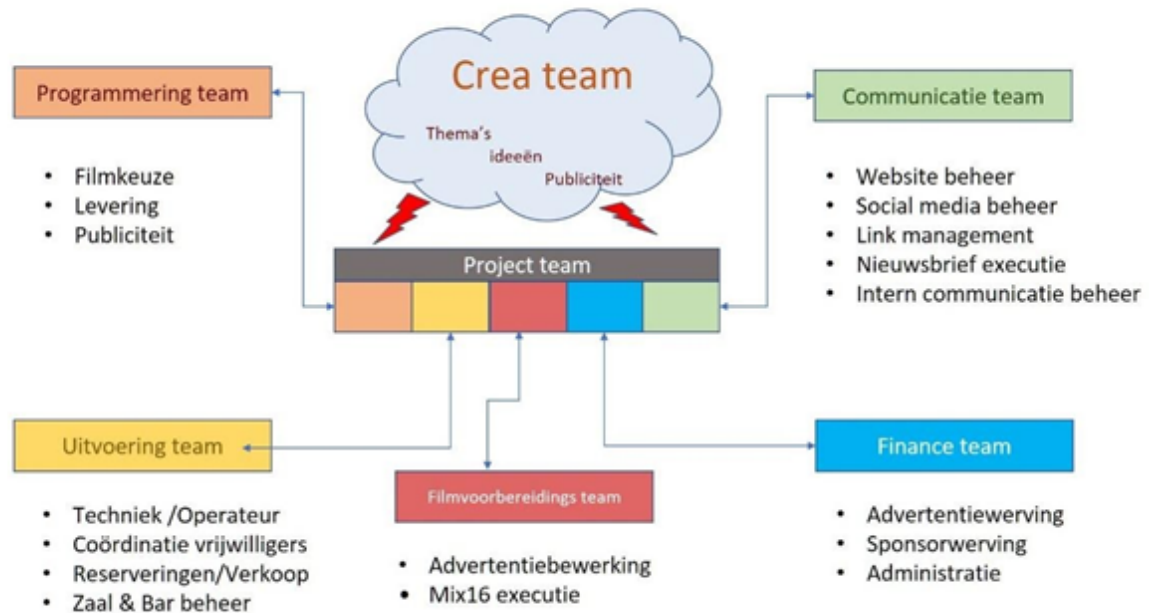 Crea team
Thema's
ideeën
Publiciteit
Programmering team
• Filmkeuze
• Levering
• Publiciteit
Communicatie team
• Website beheer
• Social media beheer
• Link management
• Nieuwsbrief executie
• Intern communicatie beheer
Project team
Uitvoering team
• Techniek /Operateur
• Coördinatie vrijwilligers
• Reserveringen/Verkoop
• Zaal & Bar beheer
Filmvoorbereidings team
• Advertentiebewerking
• Mix16 executie
Finance team
• Advertentiewerving
• Sponsorwerving
• Administratie